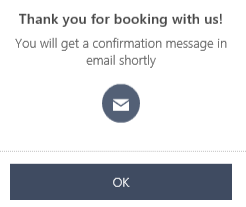 Thank you for booking with us!
You will get a confirmation message in
email shortly
OK